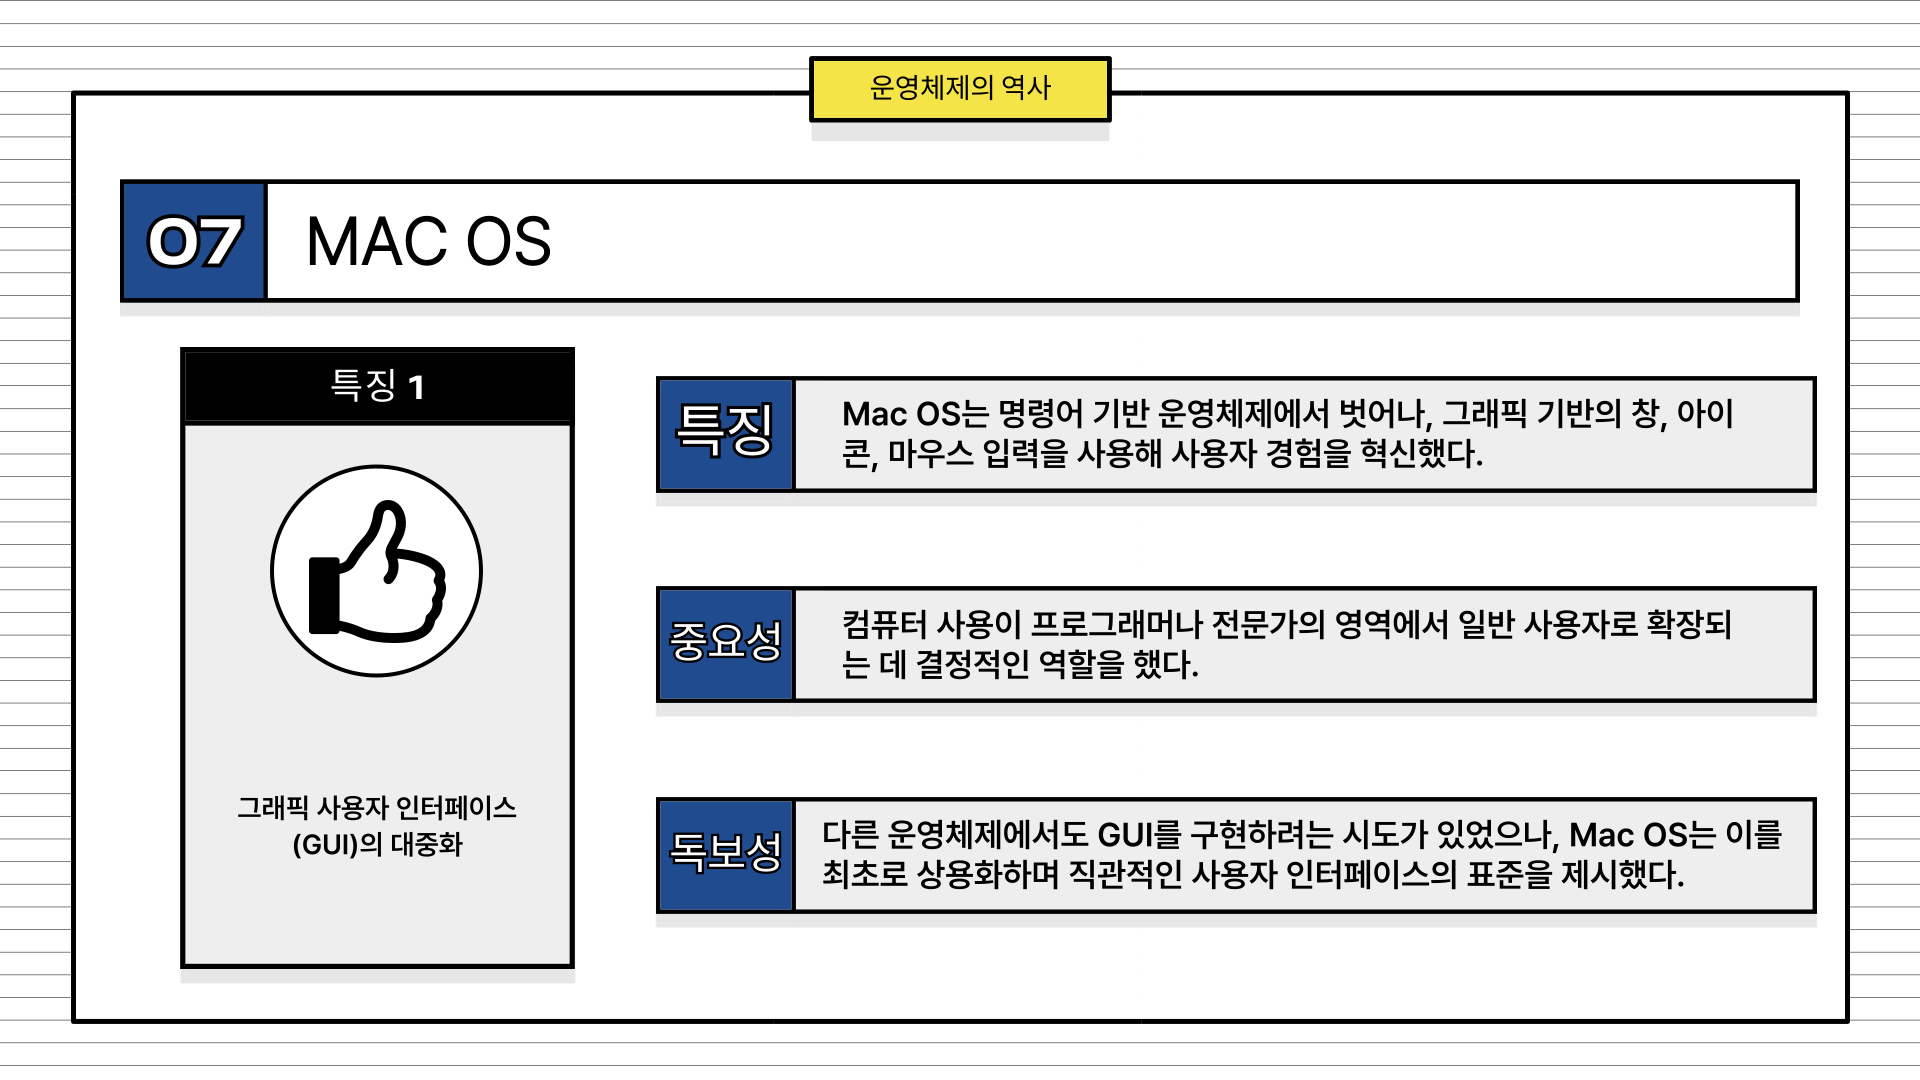 운영체제의 역사
07
MAC OS
특징 1
그래픽 사용자 인터페이스
(GUI)의 대중화
특징
Mac OS는 명령어 기반 운영체제에서 벗어나, 그래픽 기반의 창, 아이
콘, 마우스 입력을 사용해 사용자 경험을 혁신했다.
중요성
컴퓨터 사용이 프로그래머나 전문가의 영역에서 일반 사용자로 확장되
는 데 결정적인 역할을 했다.
독보성
다른 운영체제에서도 GUI를 구현하려는 시도가 있었으나, Mac OS는 이를
최초로 상용화하며 직관적인 사용자 인터페이스의 표준을 제시했다.